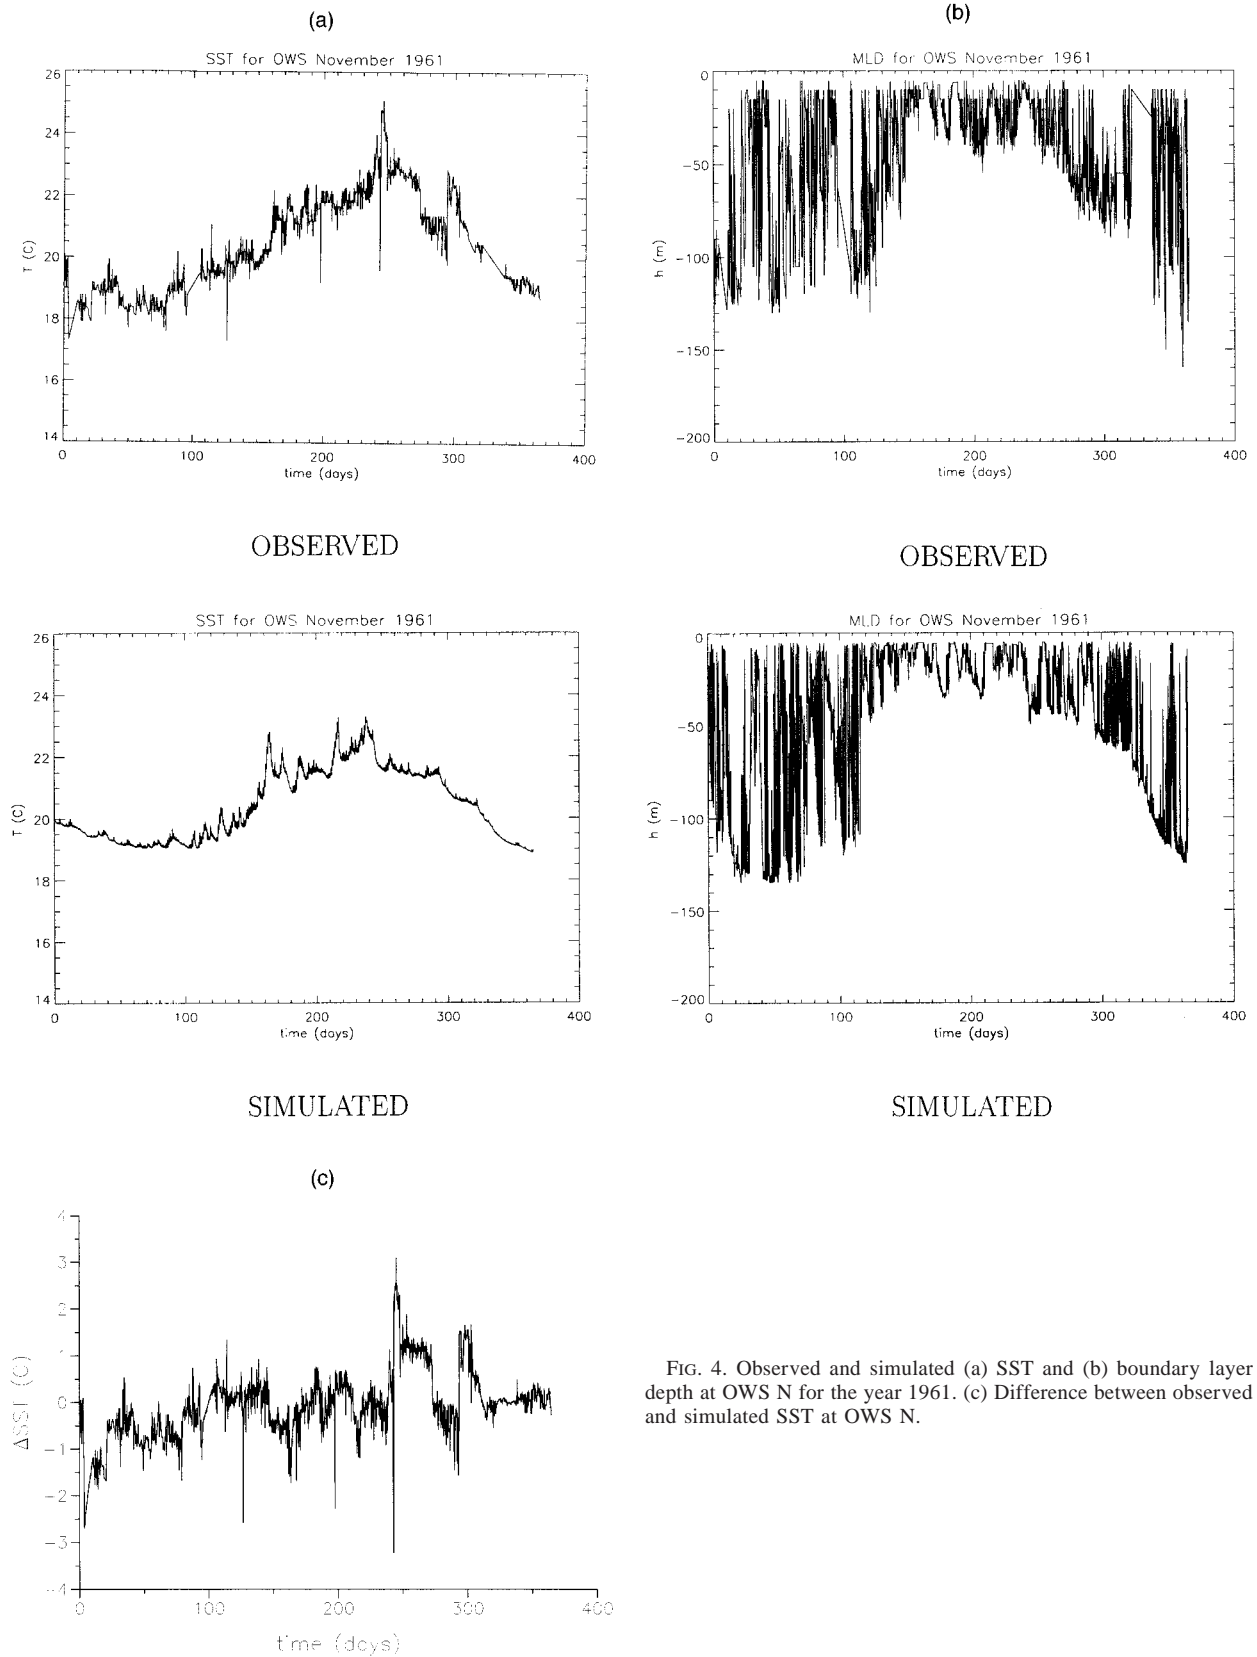 (a)
SST for OWS November 1961
26
24
22
20
18
16
14
T (C)
0 100 200 300 400
time (days)
OBSERVED
(b)
MLD for OWS November 1961
0
-50
-100
-150
-200
h (m)
0 100 200 300 400
time (days)
OBSERVED
SST for OWS November 1961
26
24
22
20
18
16
14
T (C)
0 100 200 300 400
time (days)
SIMULATED
MLD for OWS November 1961
0
-50
-100
-150
-200
h (m)
0 100 200 300 400
time (days)
SIMULATED
(c)
4
3
2
1
0
-1
-2
-3
-4
ΔSST (C)
0 100 200 300 400
time (days)
FIG. 4. Observed and simulated (a) SST and (b) boundary layer
depth at OWS N for the year 1961. (c) Difference between observed
and simulated SST at OWS N.